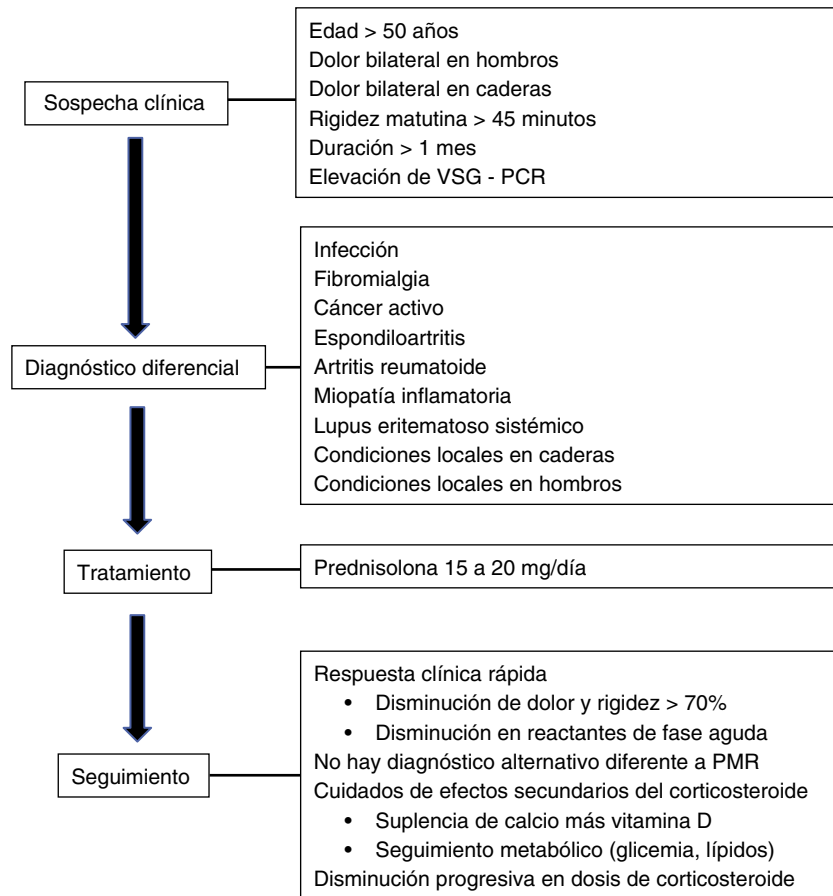 Sospecha clínica
Edad > 50 años
Dolor bilateral en hombros
Dolor bilateral en caderas
Rigidez matutina > 45 minutos
Duración > 1 mes
Elevación de VSG - PCR
Diagnóstico diferencial
Infección
Fibromialgia
Cáncer activo
Espondiloartritis
Artritis reumatoide
Miopatía inflamatoria
Lupus eritematoso sistémico
Condiciones locales en caderas
Condiciones locales en hombros
Tratamiento
Prednisolona 15 a 20 mg/día
Seguimiento
Respuesta clínica rápida
• Disminución de dolor y rigidez > 70%
• Disminución en reactantes de fase aguda
No hay diagnóstico alternativo diferente a PMR
Cuidados de efectos secundarios del corticosteroide
• Suplencia de calcio más vitamina D
• Seguimiento metabólico (glicemia, lípidos)
Disminución progresiva en dosis de corticosteroide